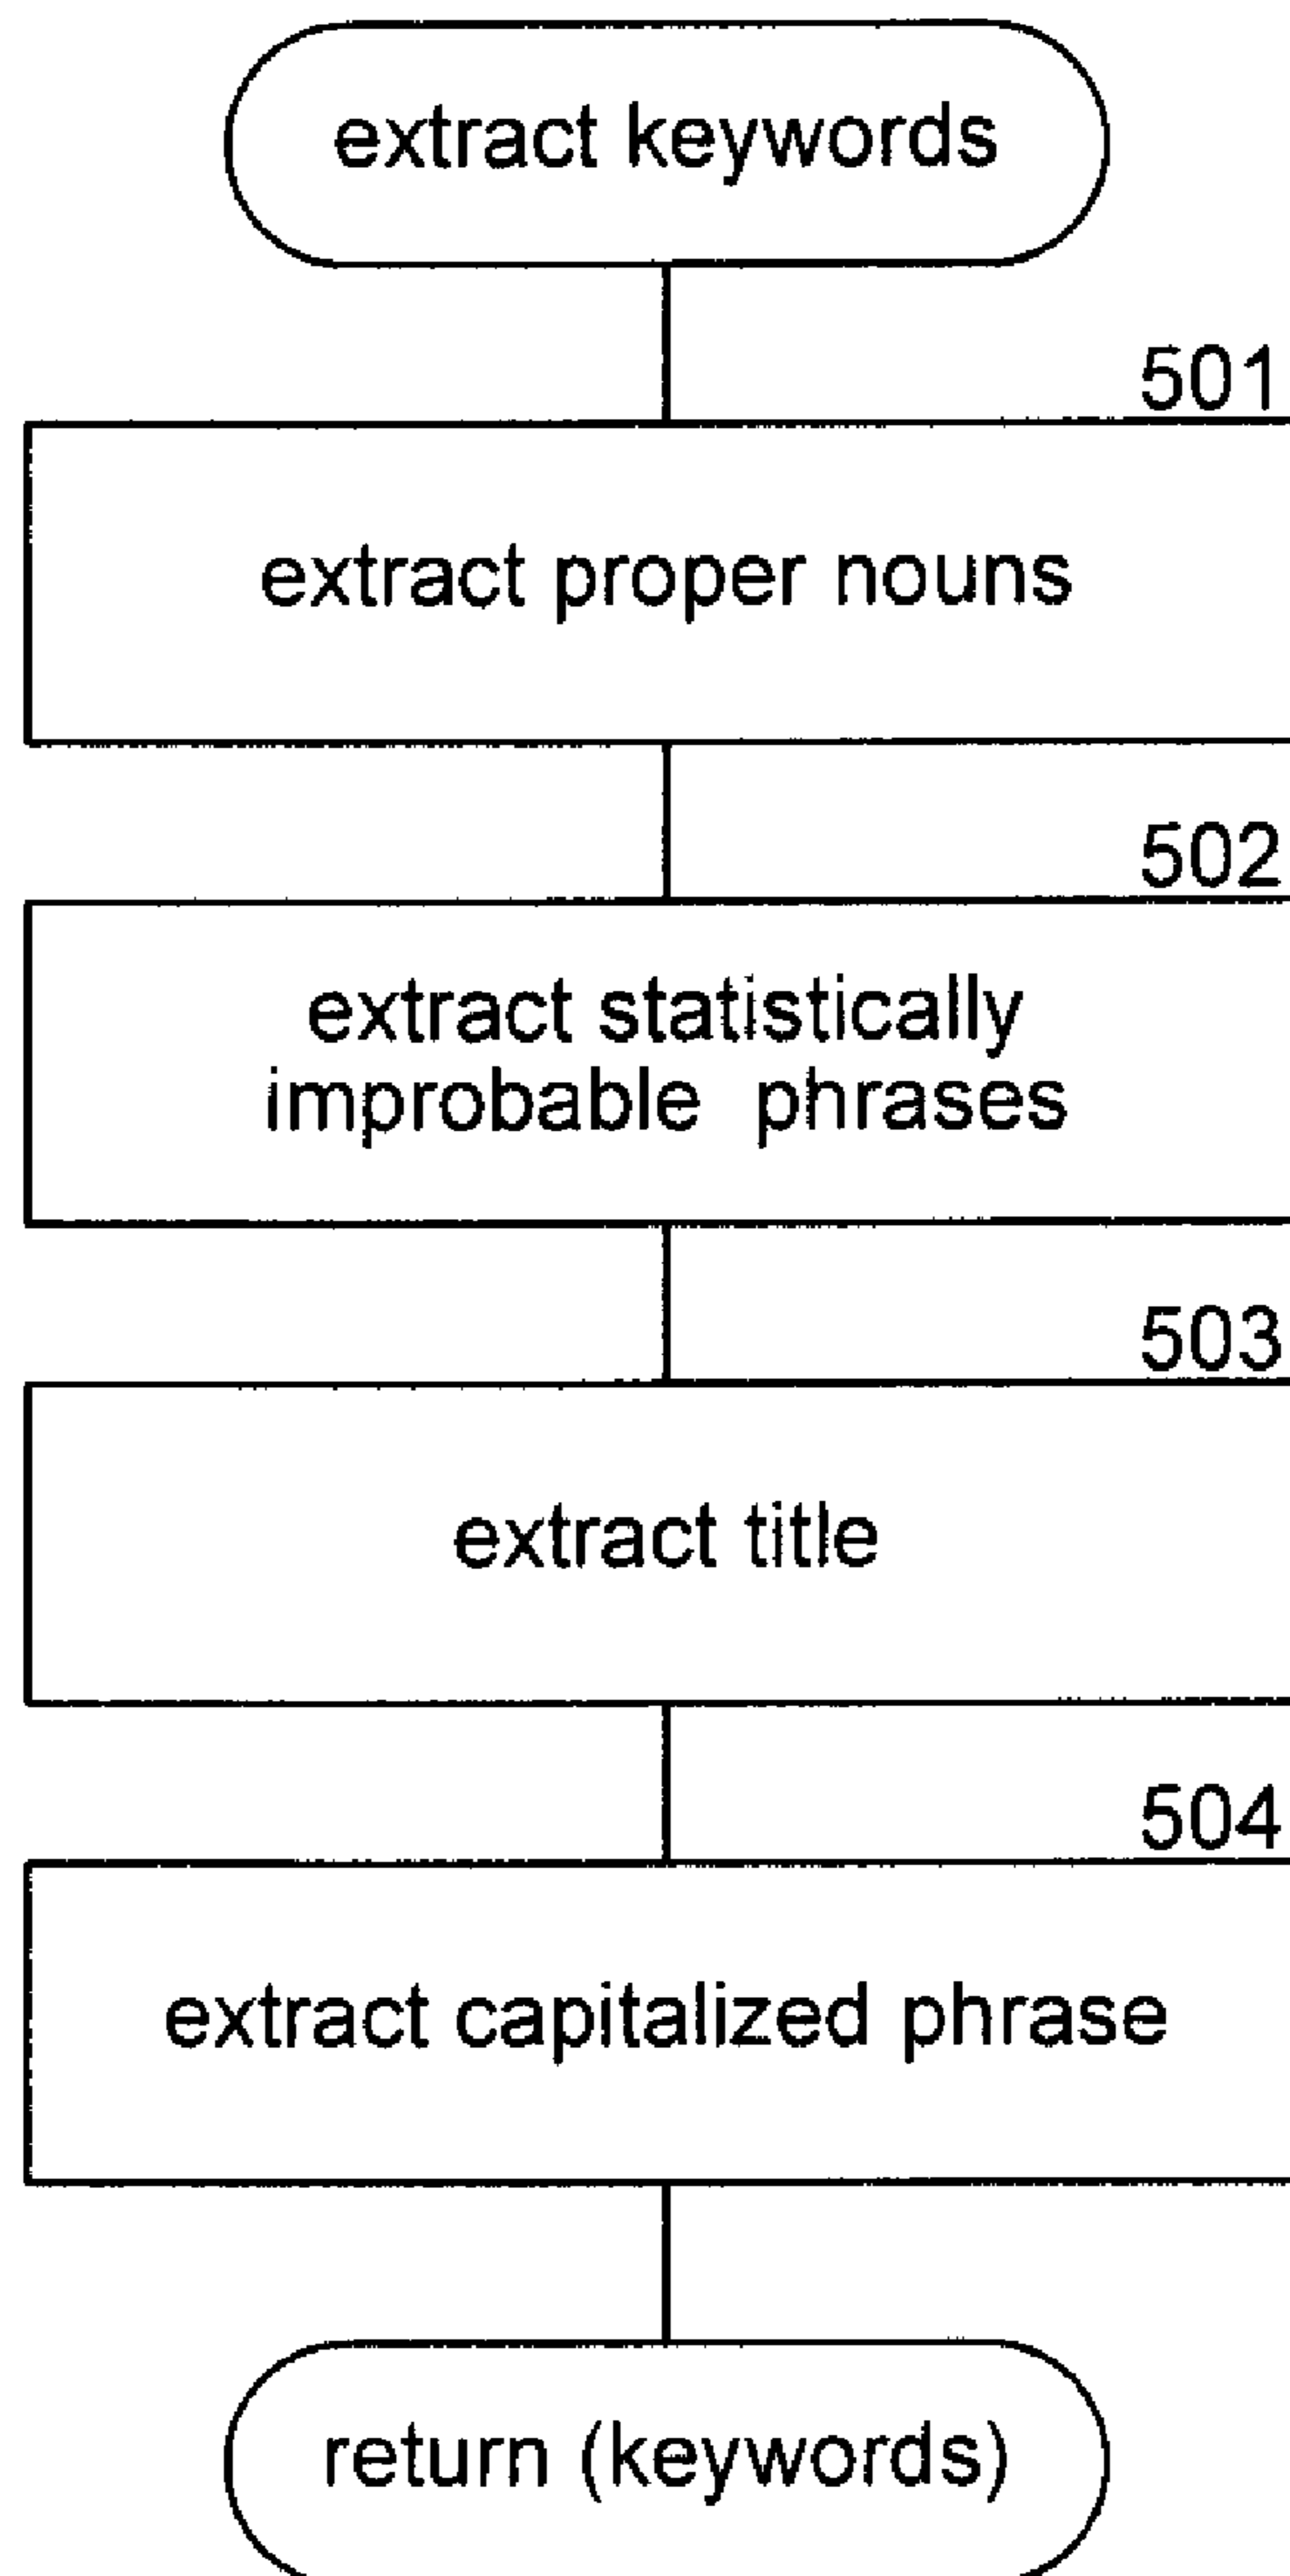 extract keywords
501
extract proper nouns
502
extract statistically
improbable phrases
503
extract title
504
extract capitalized phrase
return (keywords)